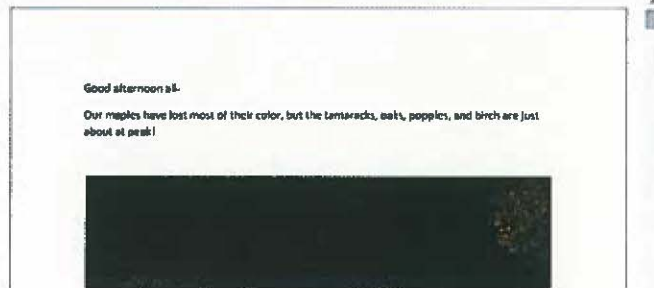 Good afternoon all-
Our maples have lost most of their color, but the tamaracks, oaks, popples, and birch are just
about at peak!